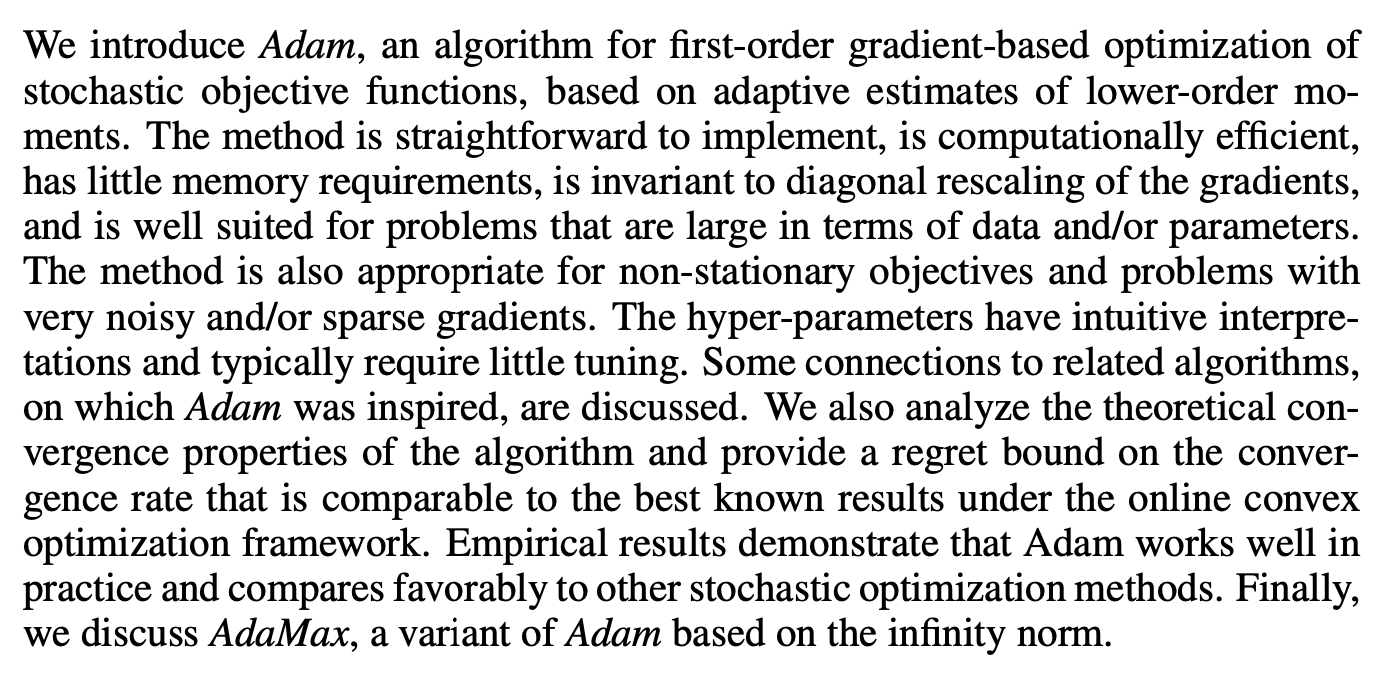 We introduce Adam, an algorithm for first-order gradient-based optimization of
stochastic objective functions, based on adaptive estimates of lower-order mo-
ments. The method is straightforward to implement, is computationally efficient,
has little memory requirements, is invariant to diagonal rescaling of the gradients,
and is well suited for problems that are large in terms of data and/or parameters.
The method is also appropriate for non-stationary objectives and problems with
very noisy and/or sparse gradients. The hyper-parameters have intuitive interpre-
tations and typically require little tuning. Some connections to related algorithms,
on which Adam was inspired, are discussed. We also analyze the theoretical con-
vergence properties of the algorithm and provide a regret bound on the conver-
gence rate that is comparable to the best known results under the online convex
optimization framework. Empirical results demonstrate that Adam works well in
practice and compares favorably to other stochastic optimization methods. Finally,
we discuss AdaMax, a variant of Adam based on the infinity norm.